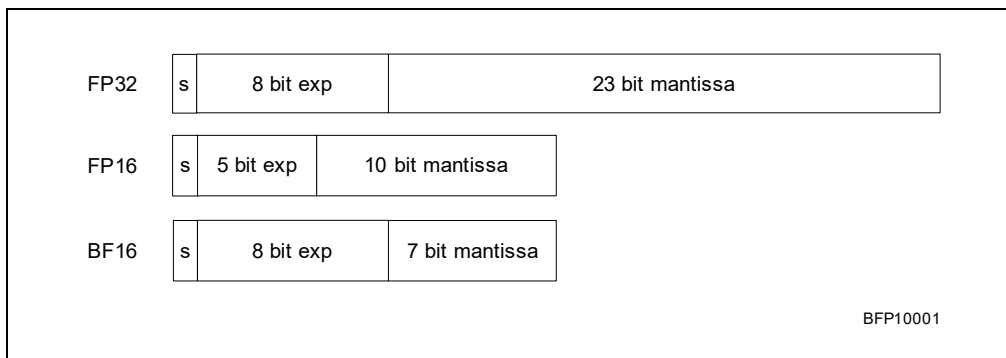 FP32 s 8 bit exp 23 bit mantissa
FP16 s 5 bit exp 10 bit mantissa
BF16 s 8 bit exp 7 bit mantissa
BFP10001